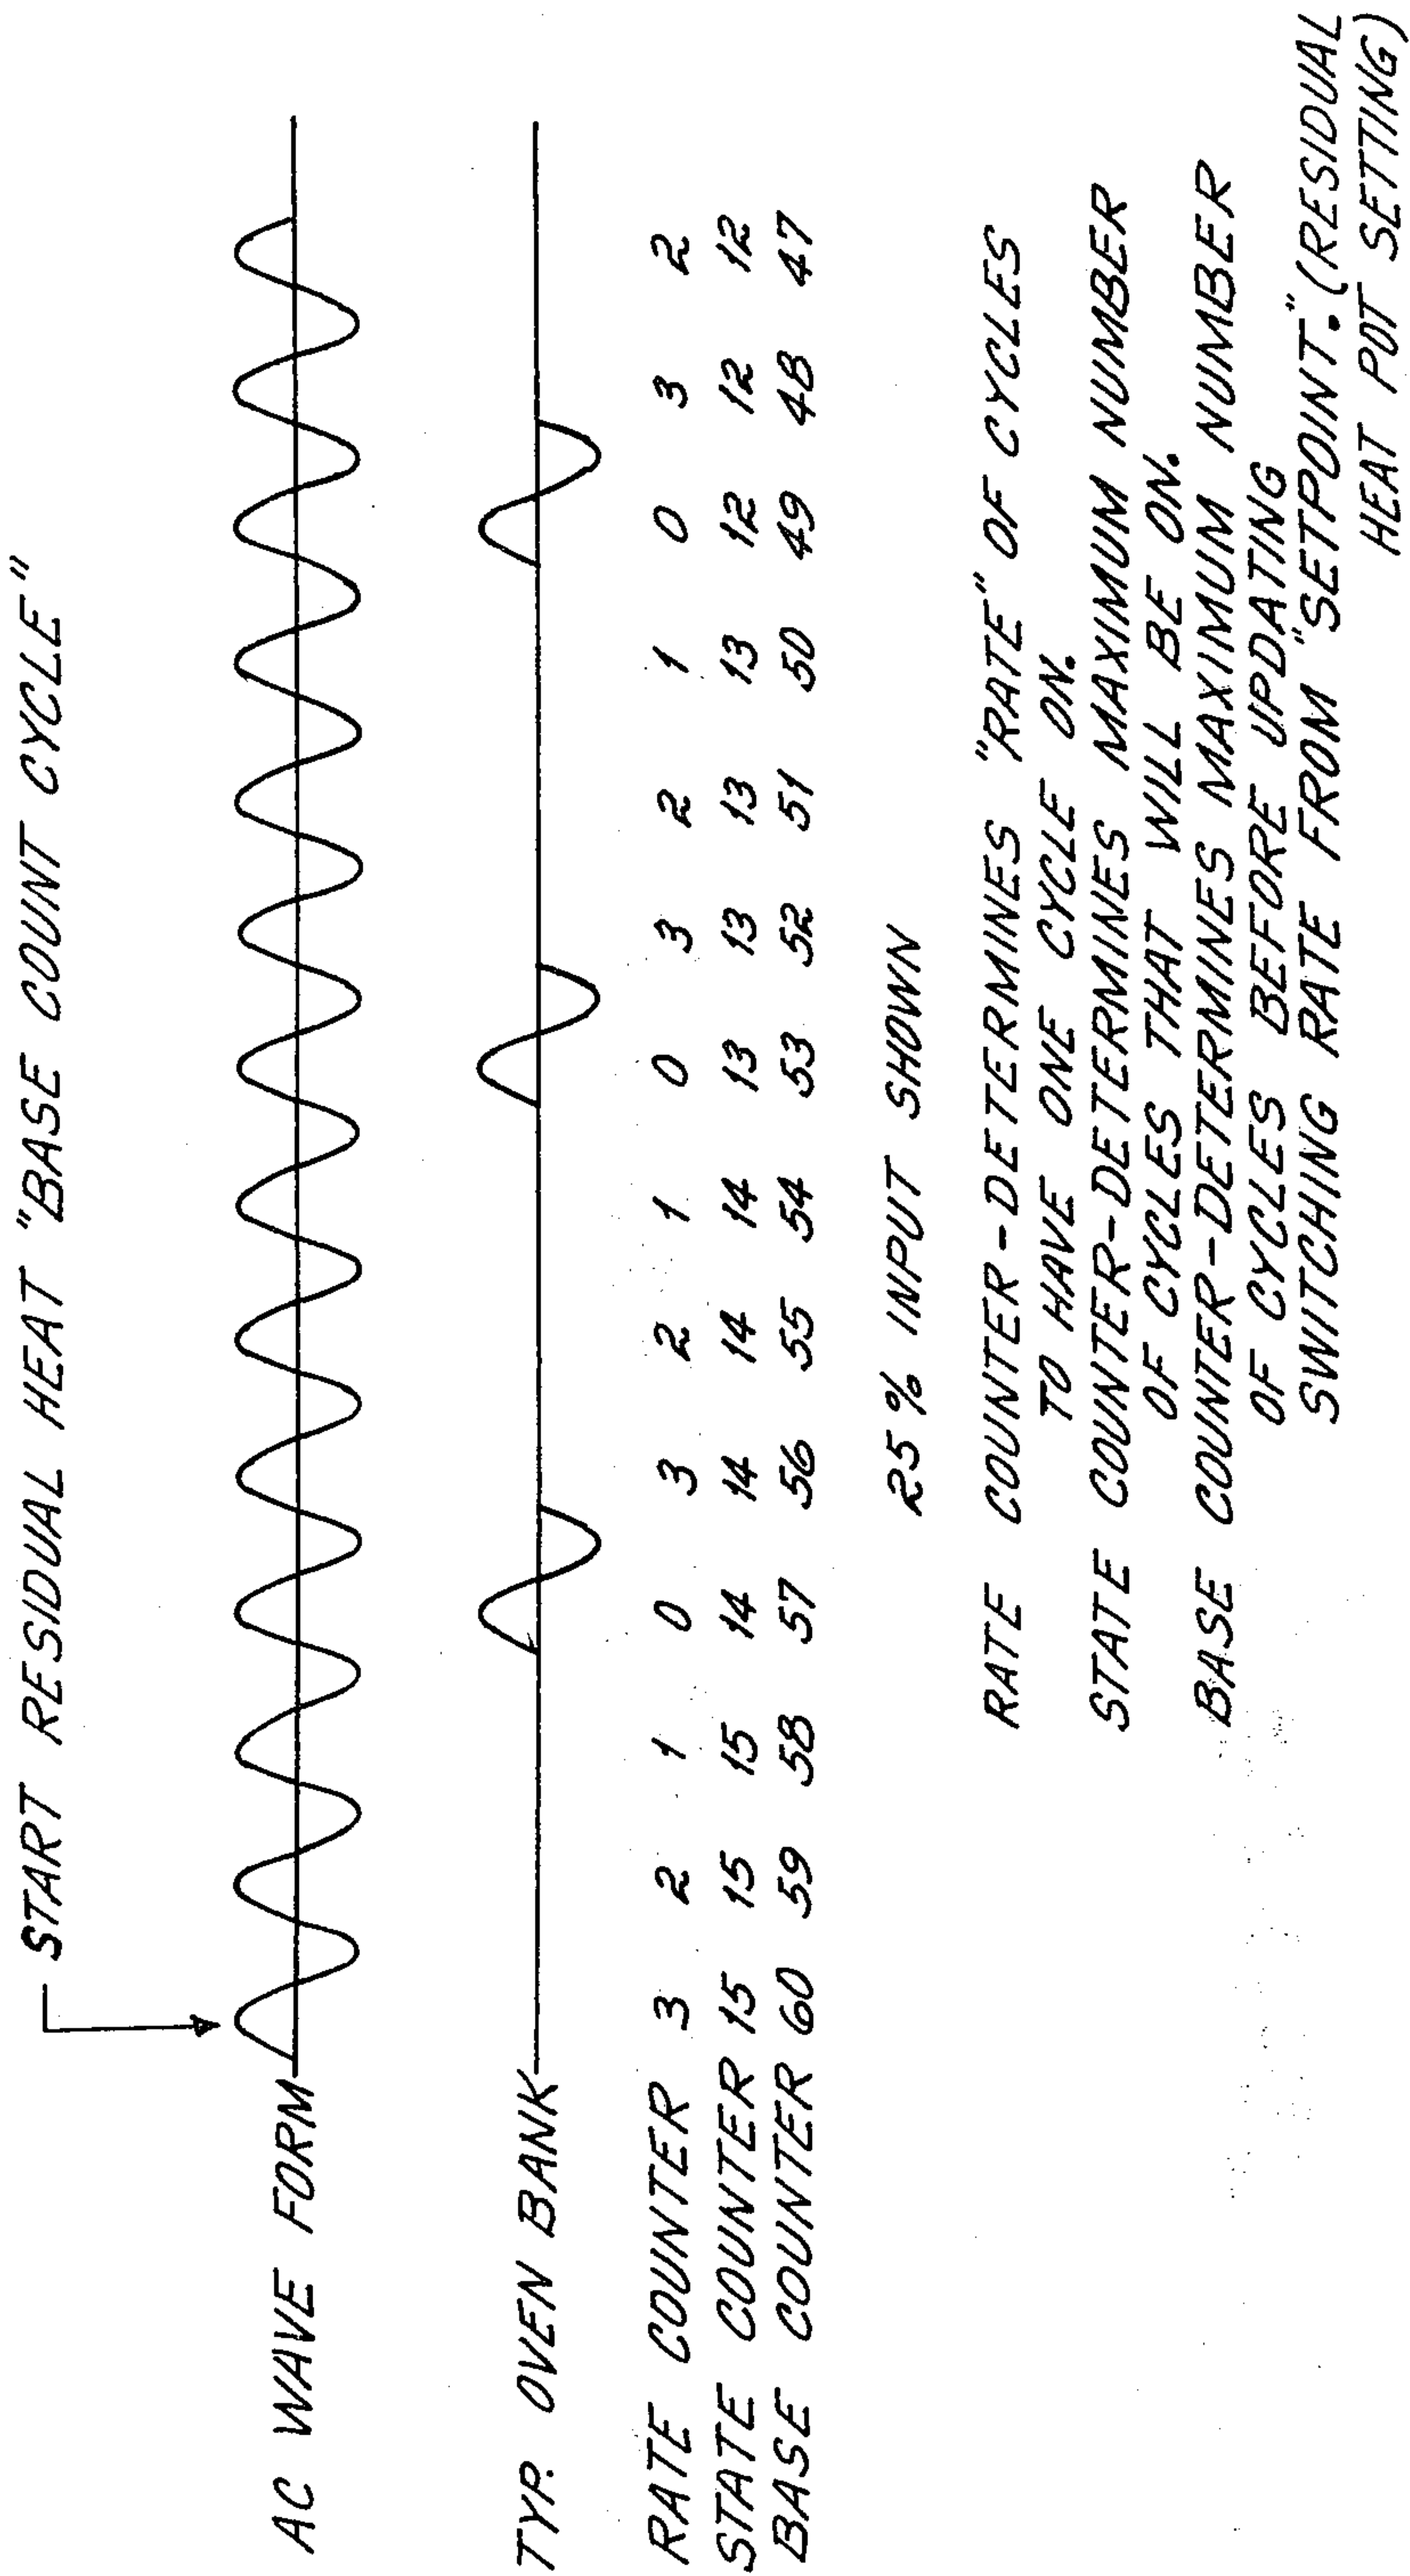 START RESIDUAL HEAT "BASE COUNT CYCLE"
AC WAVE FORM
TYP. OVEN BANK
RATE COUNTER 3 2 1 0 3 2 1 0 3 2 1 0 3 2
STATE COUNTER 15 15 15 14 14 14 14 13 13 13 13 12 12 12
BASE COUNTER 60 59 58 57 56 55 54 53 52 51 50 49 48 47
25% INPUT SHOWN
RATE COUNTER-DETERMINES "RATE" OF CYCLES
TO HAVE ONE CYCLE ON.
STATE COUNTER-DETERMINES MAXIMUM NUMBER
OF CYCLES THAT WILL BE ON.
BASE COUNTER-DETERMINES MAXIMUM NUMBER
OF CYCLES BEFORE UPDATING
SWITCHING RATE FROM "SETPOINT." (RESIDUAL
HEAT POT SETTING)